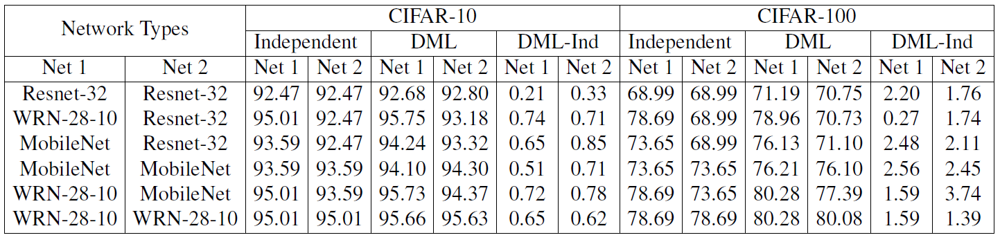 Network Types CIFAR-10 CIFAR-100
Independent DML DML-Ind Independent DML DML-Ind
Net 1 Net 2 Net 1 Net 2 Net 1 Net 2 Net 1 Net 2 Net 1 Net 2 Net 1 Net 2 Net 1 Net 2
Resnet-32 Resnet-32 92.47 92.47 92.68 92.80 0.21 0.33 68.99 68.99 71.19 70.75 2.20 1.76
WRN-28-10 Resnet-32 95.01 92.47 95.75 93.18 0.74 0.71 78.69 68.99 78.96 70.73 0.27 1.74
MobileNet Resnet-32 93.59 92.47 94.24 93.32 0.65 0.85 73.65 68.99 76.13 71.10 2.48 2.11
MobileNet MobileNet 93.59 93.59 94.10 94.30 0.51 0.71 73.65 73.65 76.21 76.10 2.56 2.45
WRN-28-10 MobileNet 95.01 93.59 95.73 94.37 0.72 0.78 78.69 73.65 80.28 77.39 1.59 3.74
WRN-28-10 WRN-28-10 95.01 95.01 95.66 95.63 0.65 0.62 78.69 78.69 80.28 80.08 1.59 1.39